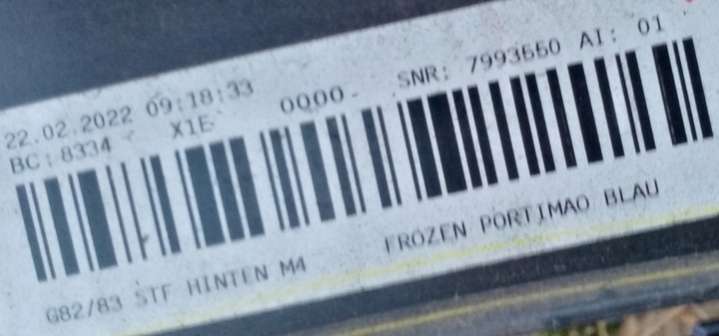 22.02.2022 09:18:33
BC:8334 X1E 0000- SNR: 7993550 AI: 01
G82/83 STF HINTEN M4 FROZEN PORTIMAO BLAU